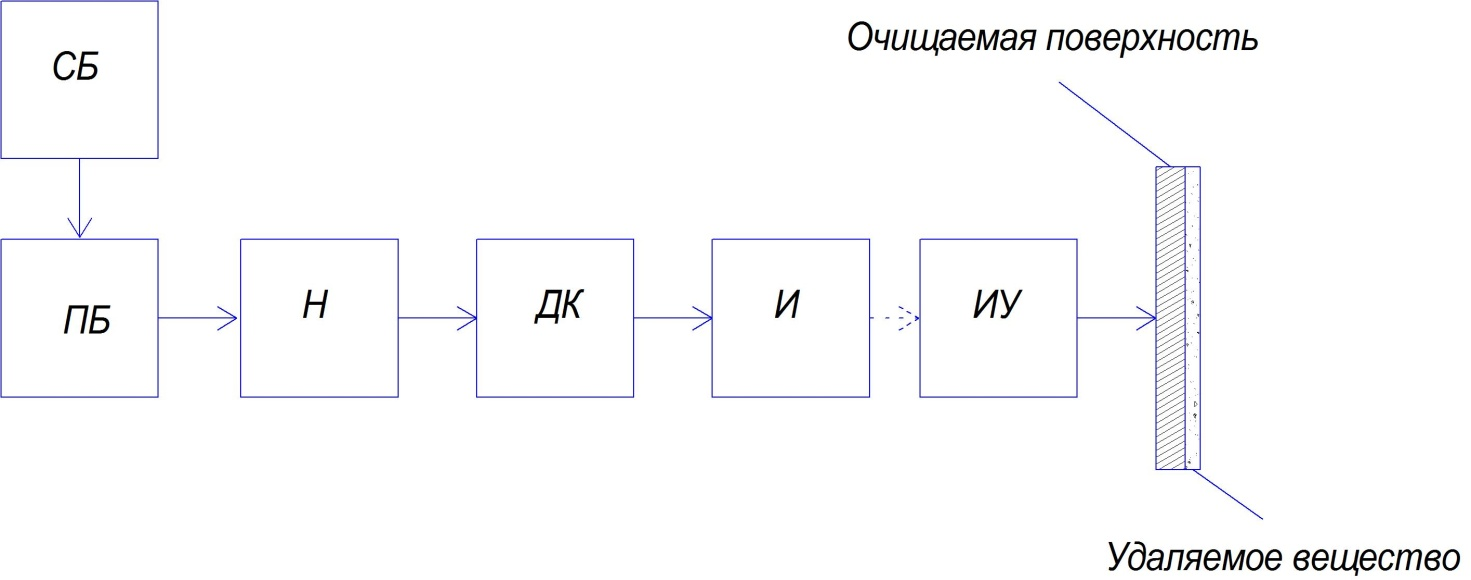 Очищаемая поверхность
СБ
ПБ
Н
ДК
И
ИУ
Удаляемое вещество